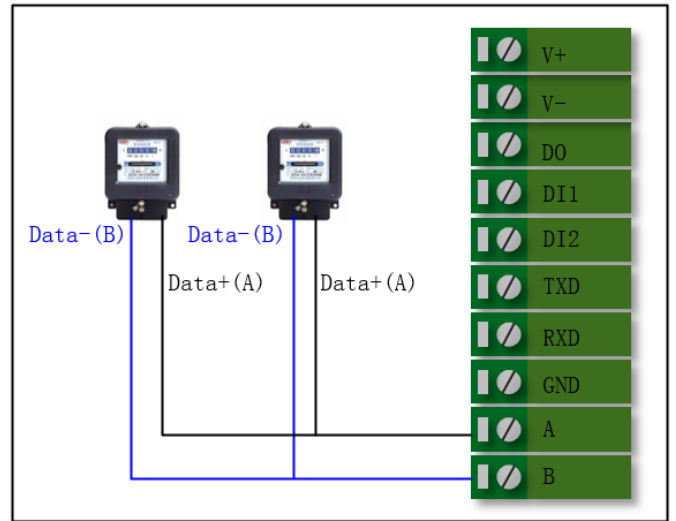 V+
V-
DO
DI1
DI2
TXD
RXD
GND
A
B
Data-(B)
Data-(B)
Data+(A)
Data+(A)